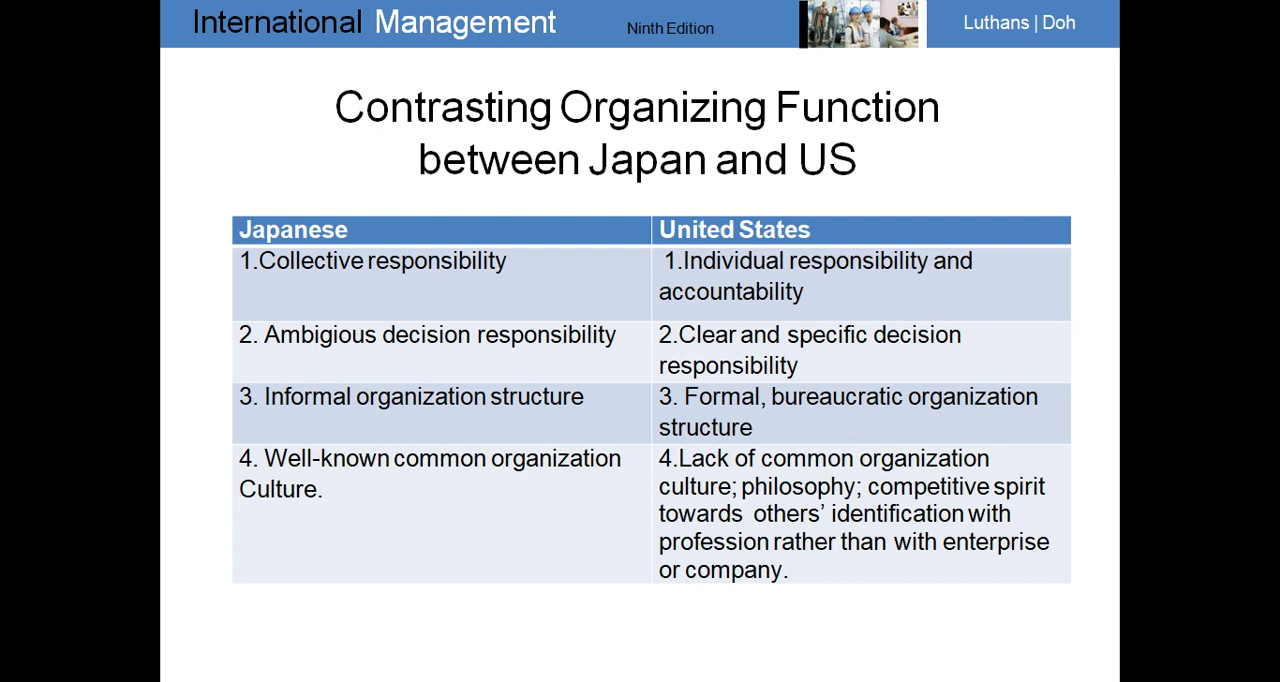 International Management
Ninth Edition
Luthans | Doh
Contrasting Organizing Function
between Japan and US
Japanese
United States
1.Collective responsibility
1.Individual responsibility and
accountability
2. Ambigious decision responsibility
2.Clear and specific decision
responsibility
3. Informal organization structure
3. Formal, bureaucratic organization
structure
4. Well-known common organization
Culture.
4.Lack of common organization
culture; philosophy; competitive spirit
towards others’ identification with
profession rather than with enterprise
or company.